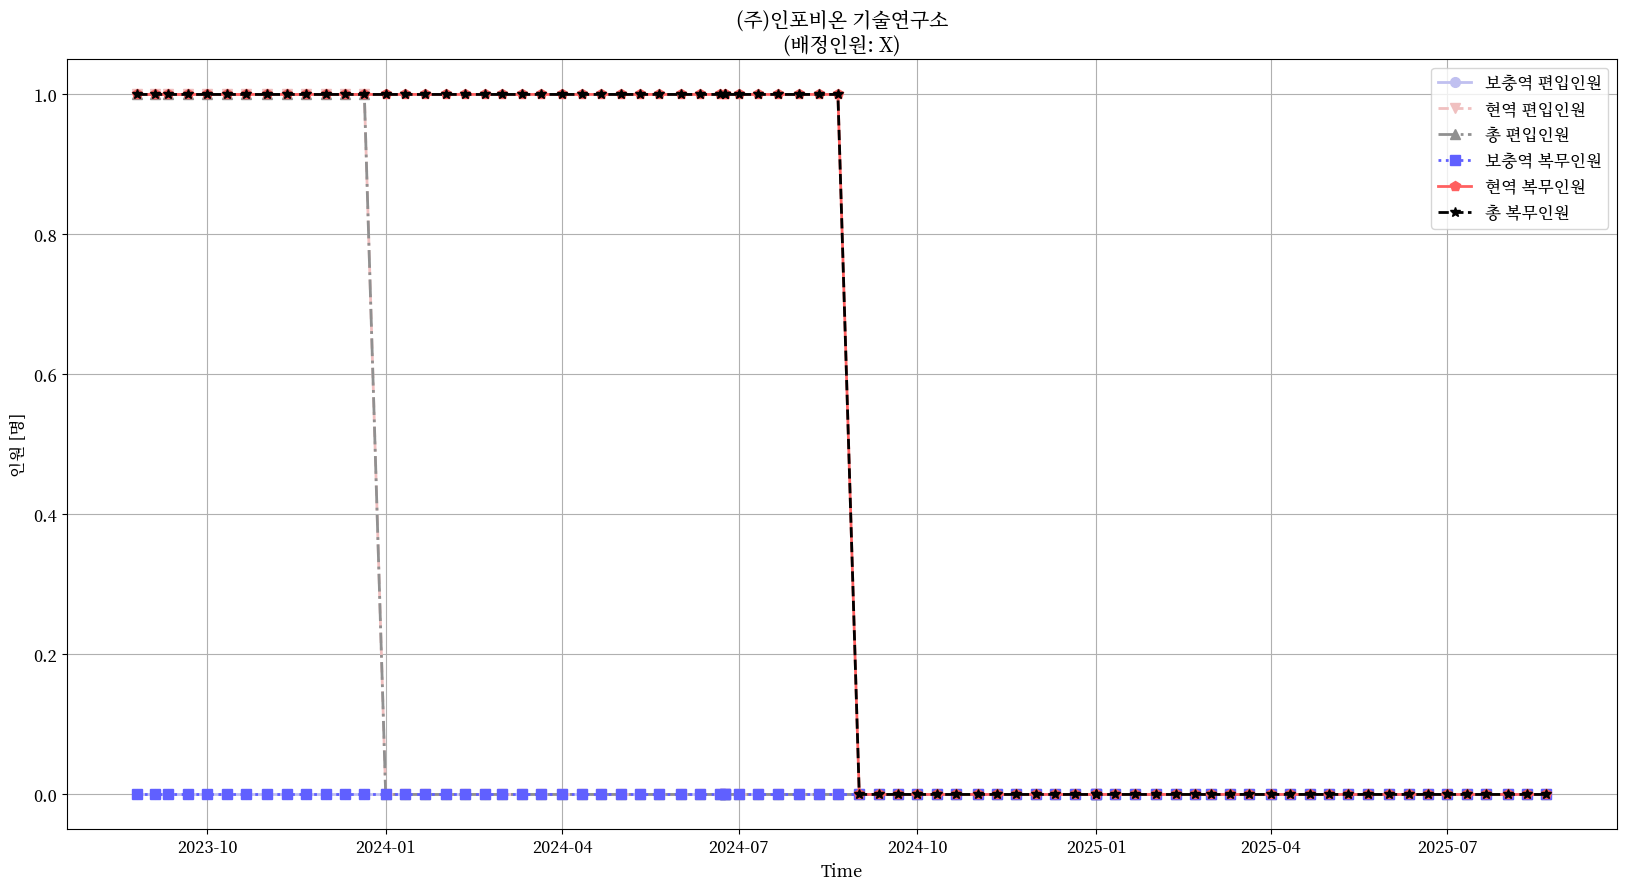 (주)인포비온 기술연구소
(배정인원: X)
보충역 편입인원
현역 편입인원
총 편입인원
보충역 복무인원
현역 복무인원
총 복무인원
인원 [명]
1.0
0.8
0.6
0.4
0.2
0.0
2023-10
2024-01
2024-04
2024-07
2024-10
2025-01
2025-04
2025-07
Time